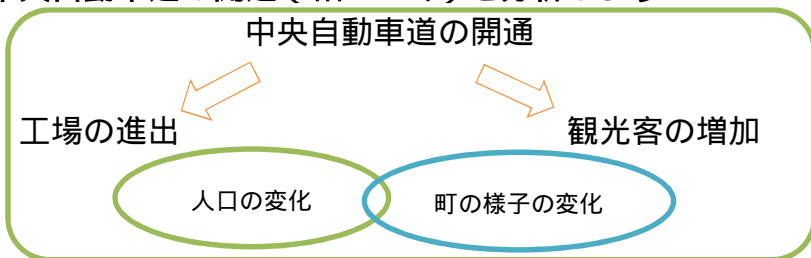 中央自動車道の開通
工場の進出
観光客の増加
人口の変化
町の様子の変化